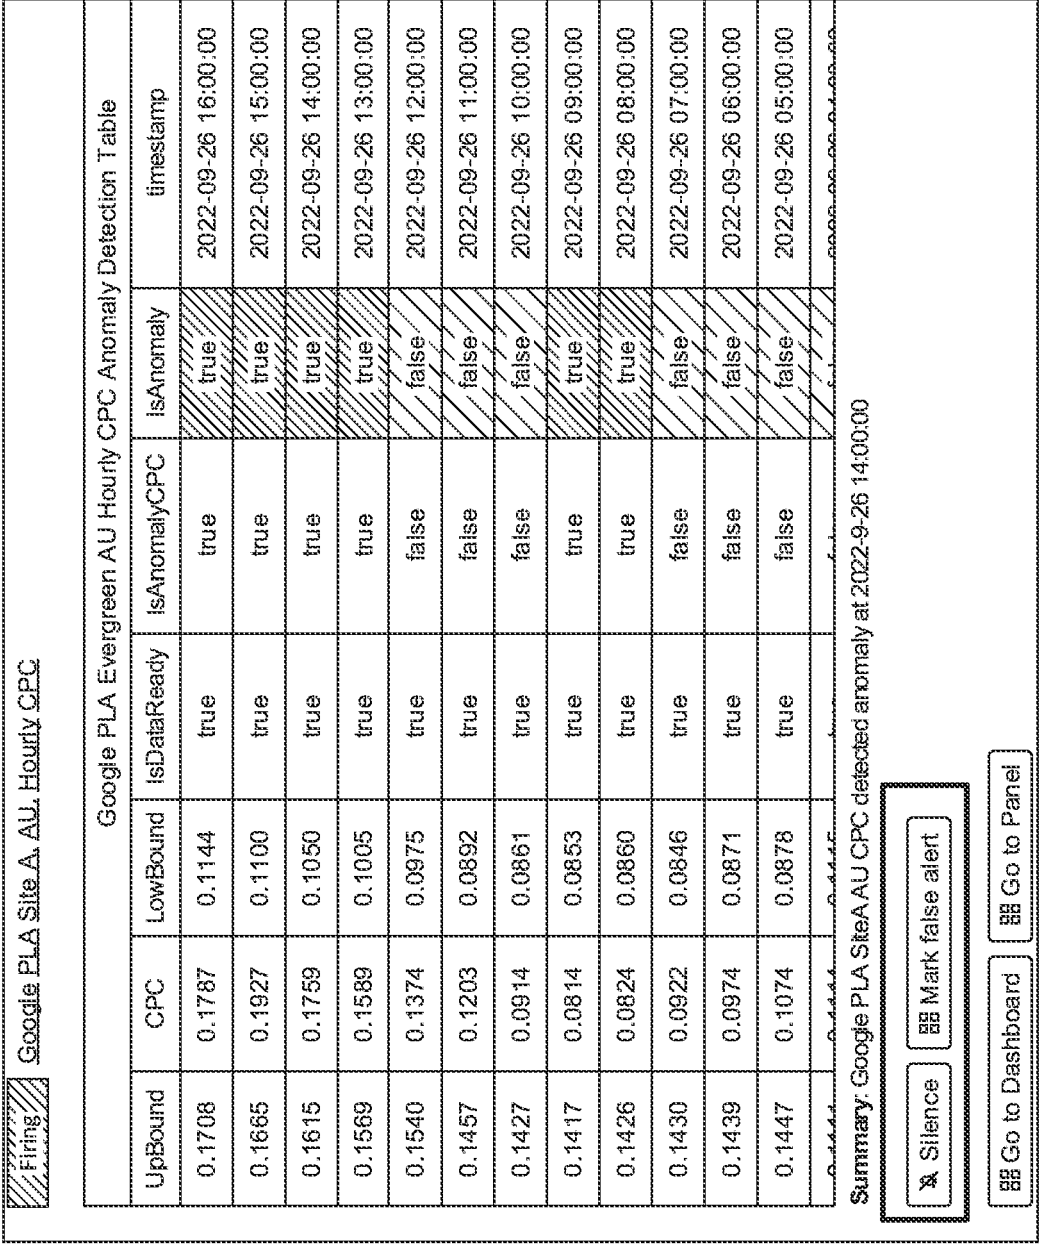 Firing Google PLA Site A, AU, Hourly CPC
Google PLA Evergreen AU Hourly CPC Anomaly Detection Table
UpBound CPC LowBound IsDataReady IsAnomalyCPC IsAnomaly timestamp
0.1708 0.1787 0.1144 true true true 2022-09-26 16:00:00
0.1665 0.1927 0.1100 true true true 2022-09-26 15:00:00
0.1615 0.1759 0.1050 true true true 2022-09-26 14:00:00
0.1569 0.1589 0.1005 true true true 2022-09-26 13:00:00
0.1540 0.1374 0.0975 true false false 2022-09-26 12:00:00
0.1457 0.1203 0.0892 true false false 2022-09-26 11:00:00
0.1427 0.0914 0.0861 true false false 2022-09-26 10:00:00
0.1417 0.0814 0.0853 true true true 2022-09-26 09:00:00
0.1426 0.0824 0.0860 true true true 2022-09-26 08:00:00
0.1430 0.0922 0.0846 true false false 2022-09-26 07:00:00
0.1439 0.0974 0.0871 true false false 2022-09-26 06:00:00
0.1447 0.1074 0.0878 true false false 2022-09-26 05:00:00
Summary: Google PLA SiteA AU CPC detected anomaly at 2022-9-26 14:00:00
Silence Mark false alert
Go to Dashboard Go to Panel